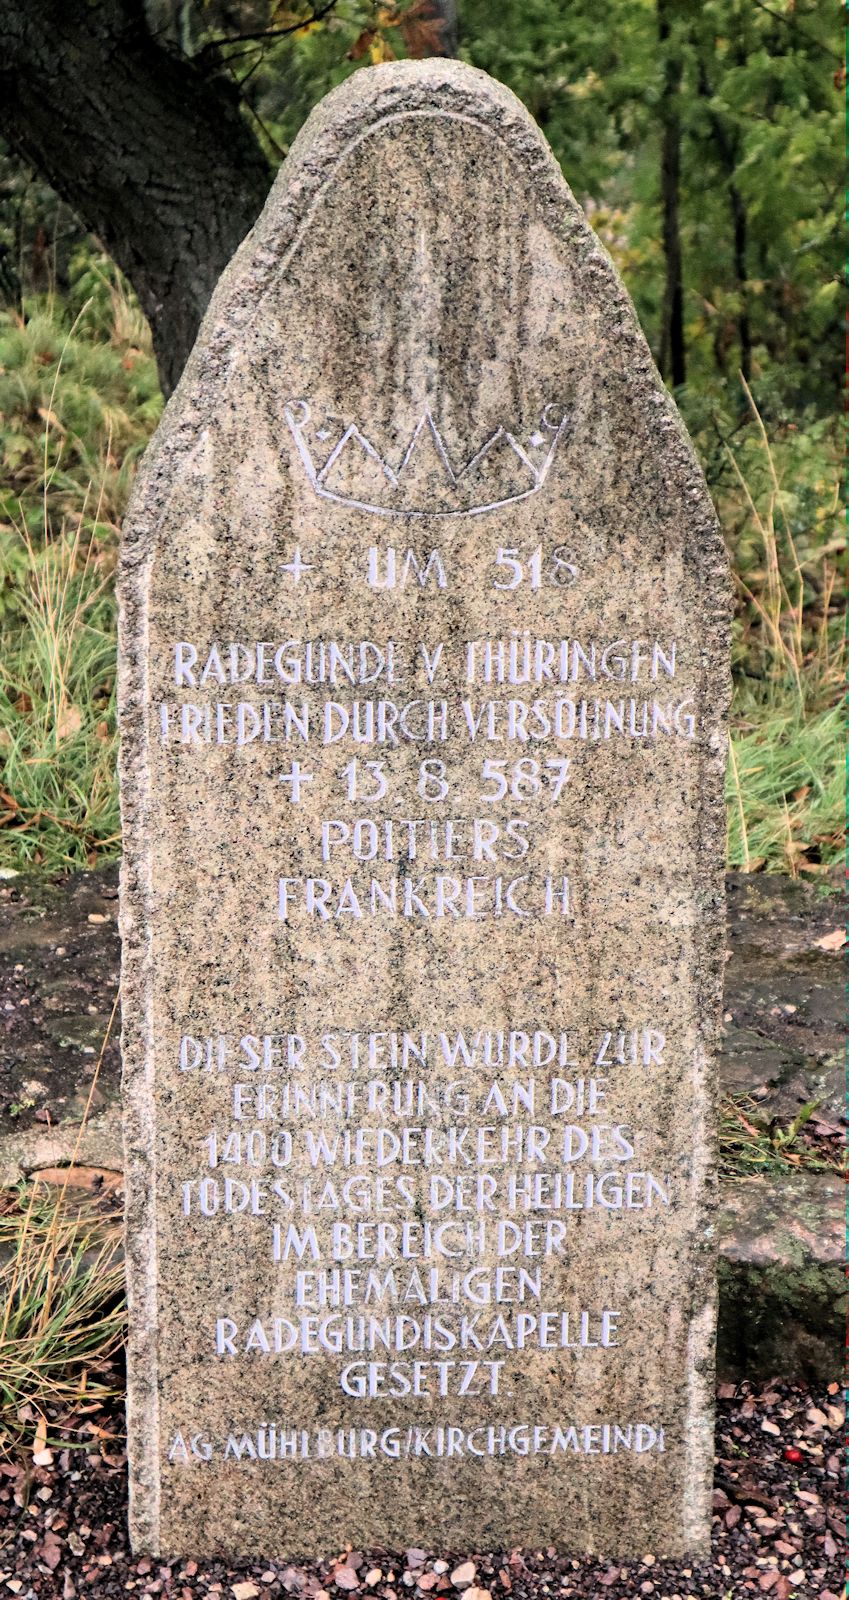 + UM 518
RADEGUNDE V THÜRINGEN
FRIEDEN DURCH VERSÖHNUNG
+ 13. 8. 587
POITIERS
FRANKREICH
DIESER STEIN WURDE ZUR
ERINNERUNG AN DIE
1400. WIEDERKEHR DES
TODESTAGES DER HEILIGEN
IM BEREICH DER
EHEMALIGEN
RADEGUNDISKAPELLE
GESETZT.
AG MÜHLBURG/KIRCHGEMEINDE